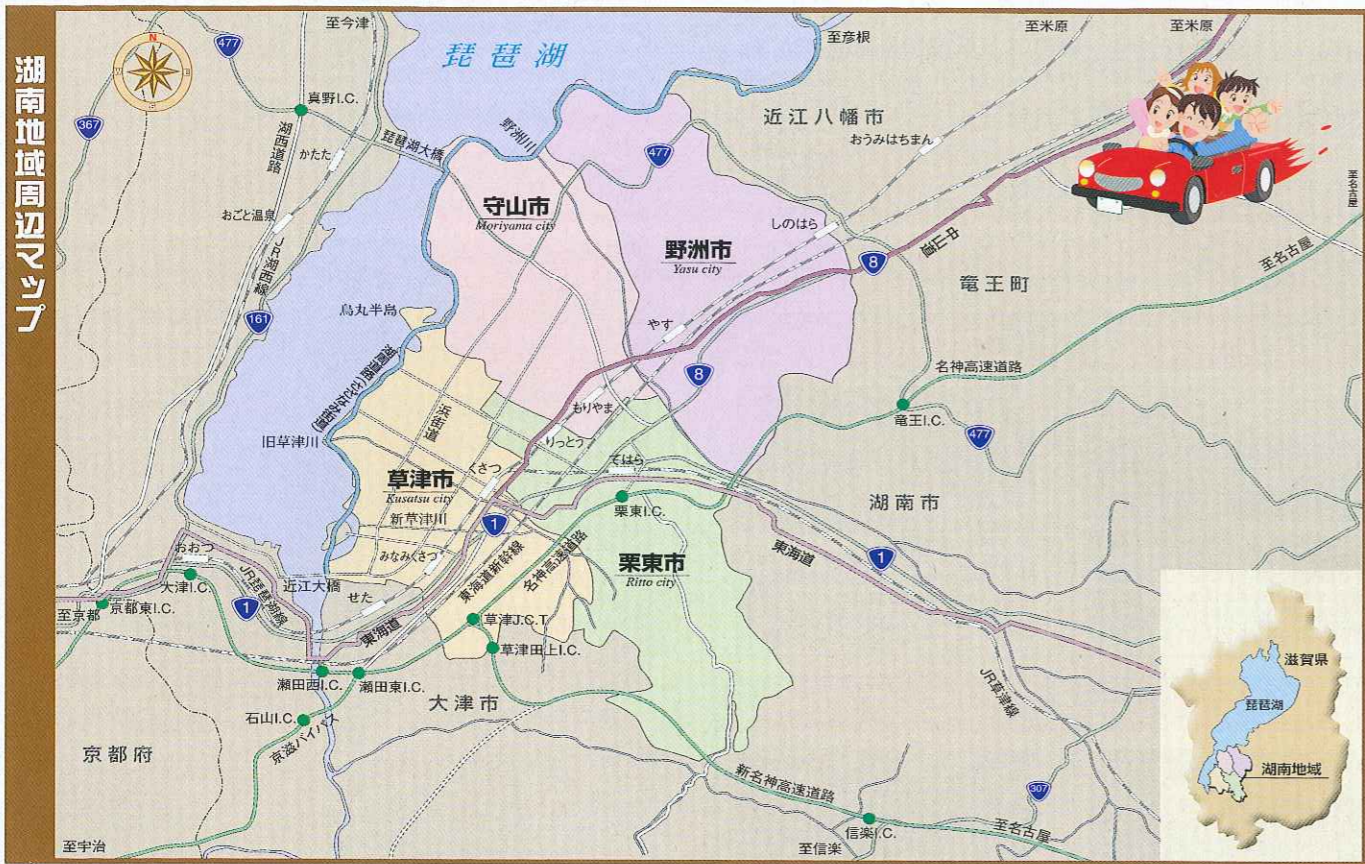 湖南地域周辺マップ
N
至今津
477
琵琶湖
至彦根
至米原
至米原
真野I.C.
367
湖西道路
かたた
琵琶湖大橋
野洲川
477
近江八幡市
おうみはちまん
至名古屋
おごと温泉
JR湖西線
守山市
Moriyama city
野洲市
Yasu city
しのはら
中山道
8
至名古屋
竜王町
161
烏丸半島
やす
8
名神高速道路
竜王I.C.
477
浜街道
もりやま
りっとう
旧草津川
草津市
Kusatsu city
くさつ
てはら
栗東I.C.
湖南市
新草津川
1
みなみくさつ
東海道新幹線
名神高速道路
栗東市
Ritto city
東海道
1
おおつ
大津I.C.
JR琵琶湖線
近江大橋
せた
至京都
京都東I.C.
1
東海道
草津J.C.T
草津田上I.C.
瀬田西I.C.
瀬田東I.C.
大津市
石山I.C.
京滋バイパス
京都府
JR草津線
新名神高速道路
307
信楽I.C.
至名古屋
至宇治
至信楽
滋賀県
琵琶湖
湖南地域